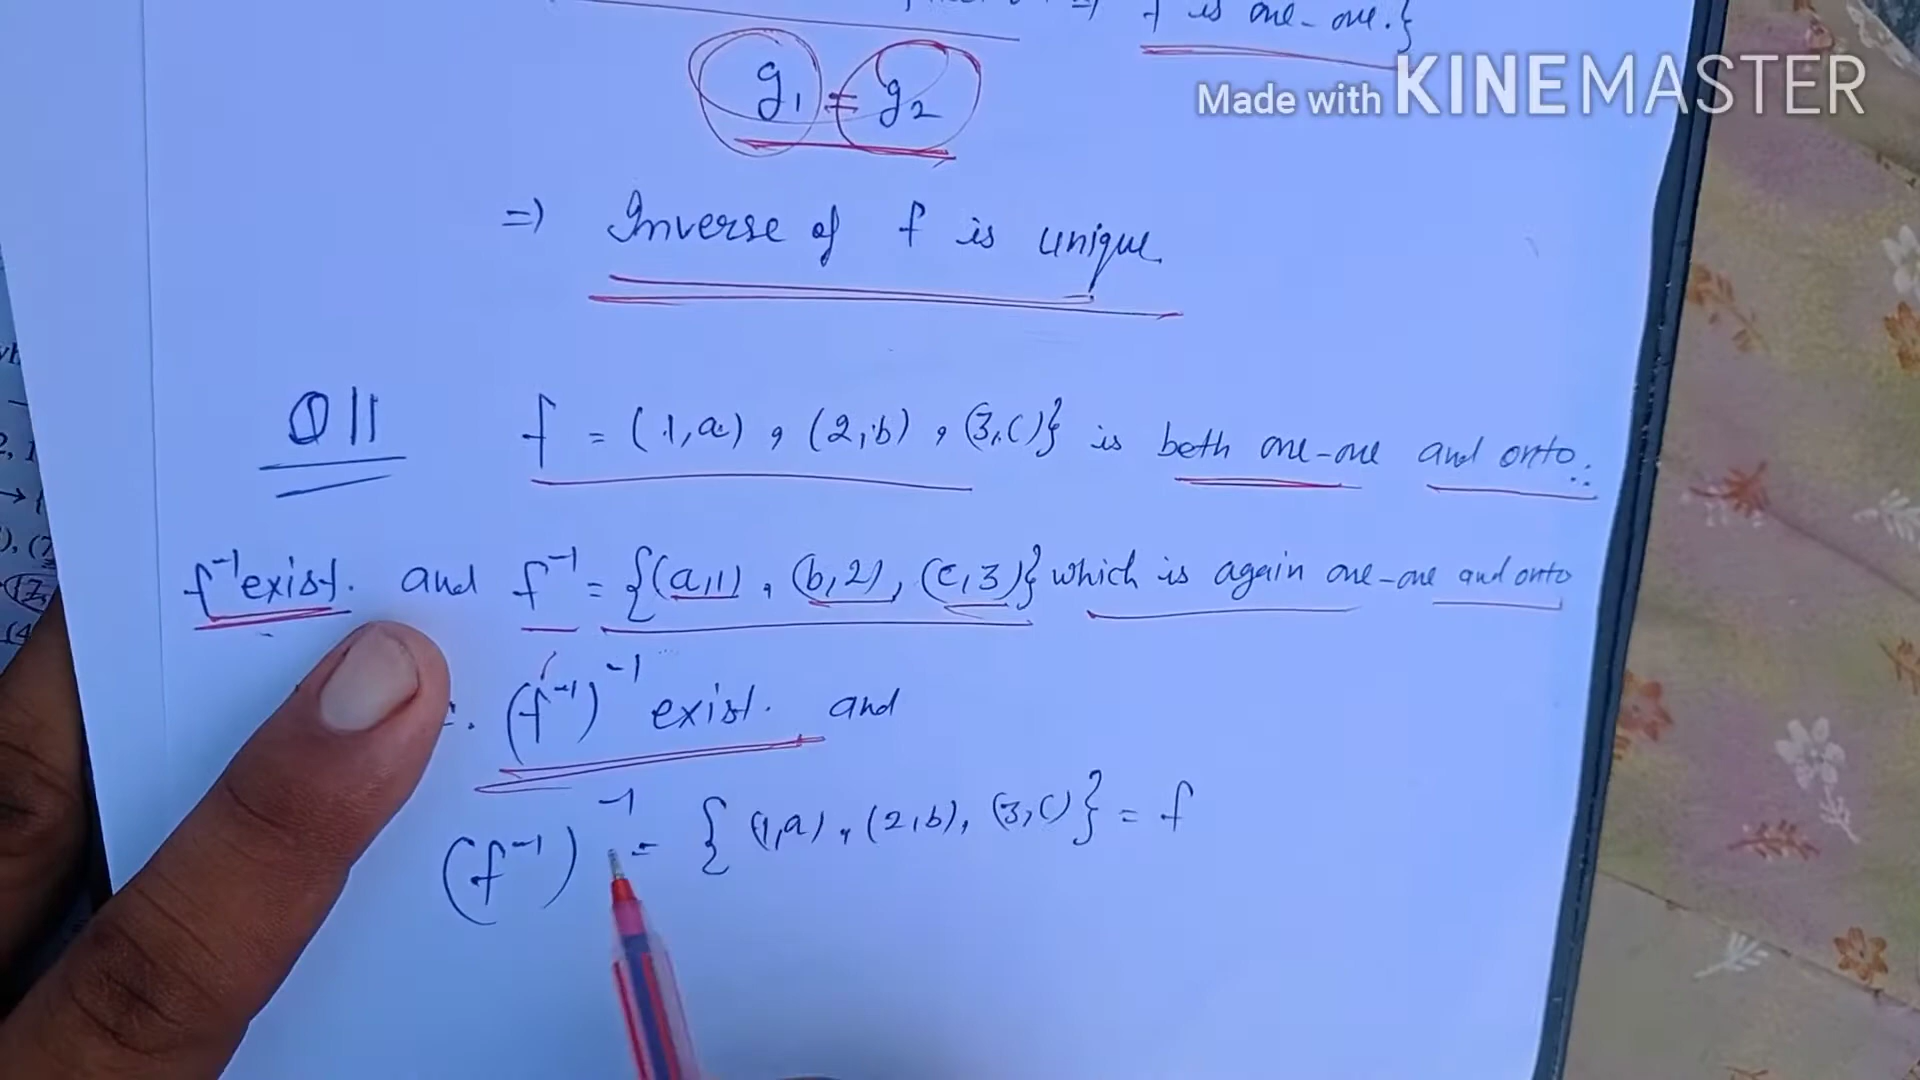 f is one-one.}
Made with KINEMASTER
g₁ = g₂
⇒ Inverse of f is unique.
Q11 f = (1,a), (2,b), (3,c)} is both one-one and onto.
f⁻¹ exist. and f⁻¹ = {(a,1), (b,2), (c,3)} which is again one-one and onto
∴ (f⁻¹)⁻¹ exist. and
(f⁻¹)⁻¹ = {(1,a), (2,b), (3,c)} = f